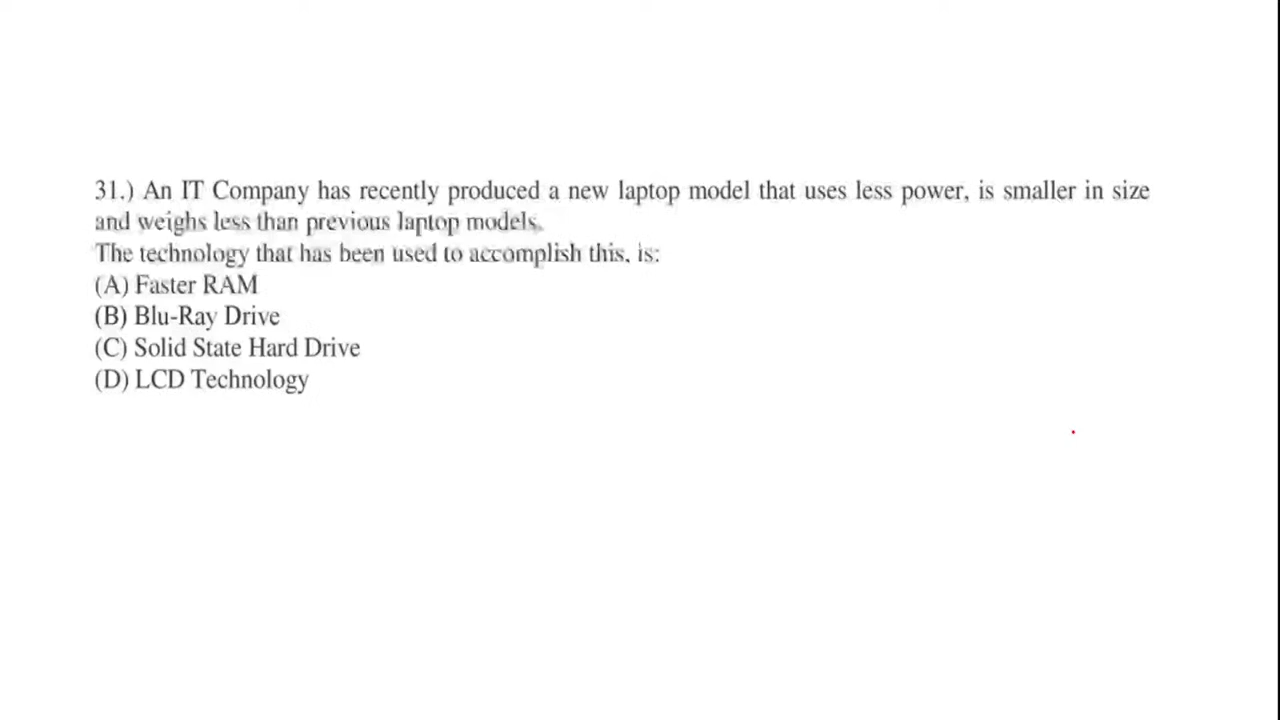 31.) An IT Company has recently produced a new laptop model that uses less power, is smaller in size
and weighs less than previous laptop models.
The technology that has been used to accomplish this, is:
(A) Faster RAM
(B) Blu-Ray Drive
(C) Solid State Hard Drive
(D) LCD Technology